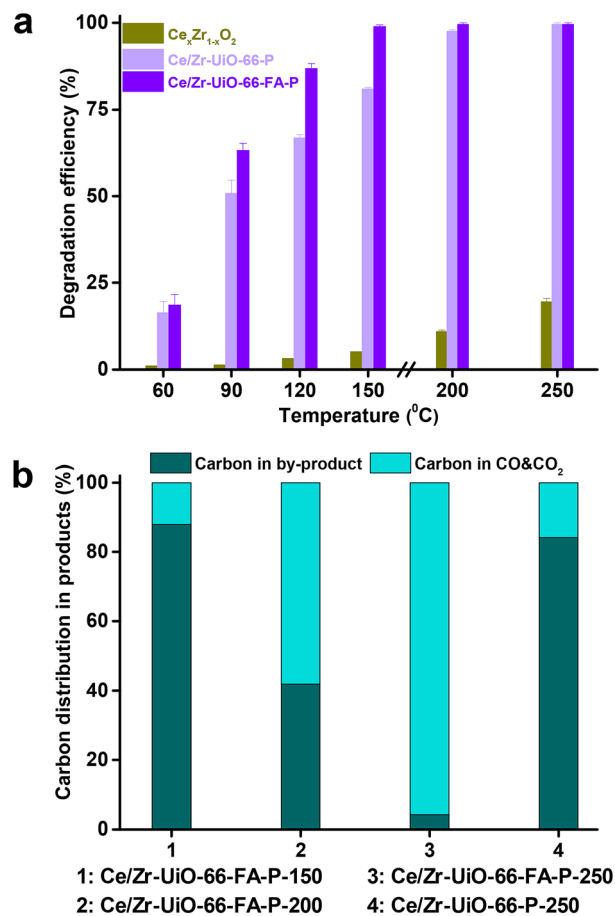 a
Degradation efficiency (%)
100
75
50
25
0
CeₓZr₁₋ₓO₂
Ce/Zr-UiO-66-P
Ce/Zr-UiO-66-FA-P
60 90 120 150 200 250
Temperature (⁰C)
b
Carbon in by-product Carbon in CO&CO₂
Carbon distribution in products (%)
100
80
60
40
20
0
1 2 3 4
1: Ce/Zr-UiO-66-FA-P-150 3: Ce/Zr-UiO-66-FA-P-250
2: Ce/Zr-UiO-66-FA-P-200 4: Ce/Zr-UiO-66-P-250